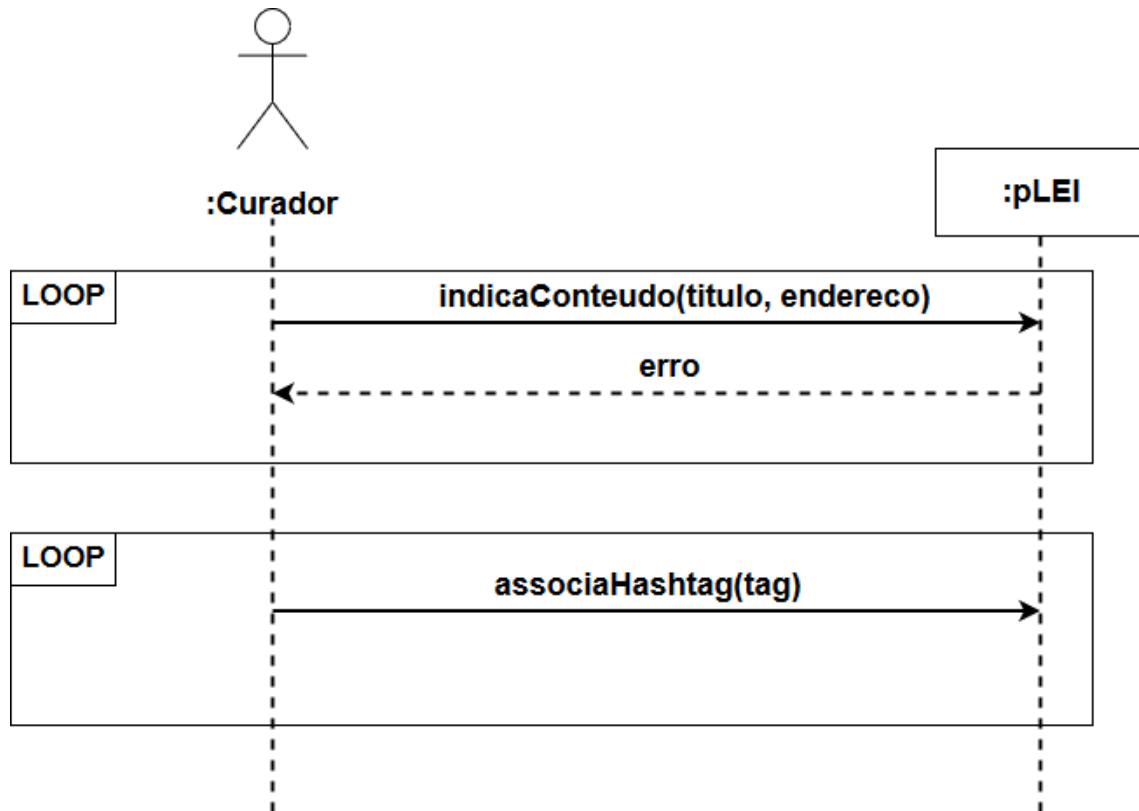 :Curador
:pLEI
LOOP
indicaConteudo(titulo, endereco)
erro
LOOP
associaHashtag(tag)